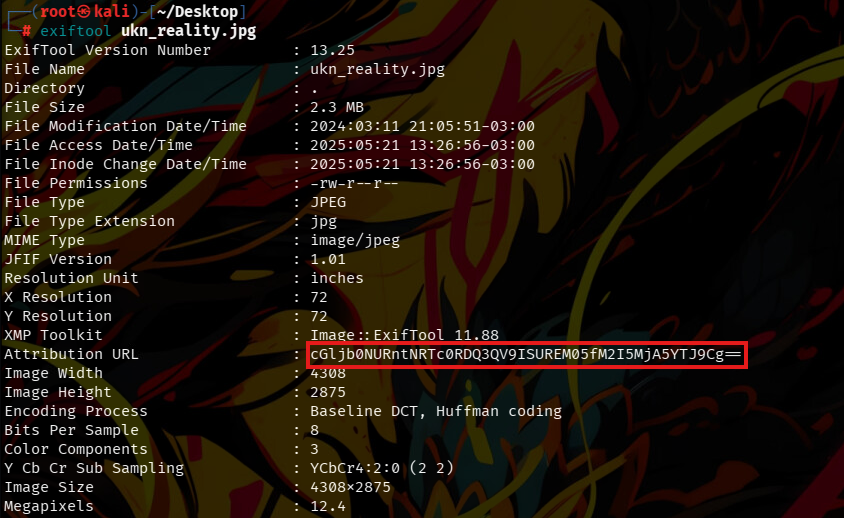 ┌──(root㉿kali)-[~/Desktop]
└─# exiftool ukn_reality.jpg
ExifTool Version Number : 13.25
File Name : ukn_reality.jpg
Directory : .
File Size : 2.3 MB
File Modification Date/Time : 2024:03:11 21:05:51-03:00
File Access Date/Time : 2025:05:21 13:26:56-03:00
File Inode Change Date/Time : 2025:05:21 13:26:56-03:00
File Permissions : -rw-r--r--
File Type : JPEG
File Type Extension : jpg
MIME Type : image/jpeg
JFIF Version : 1.01
Resolution Unit : inches
X Resolution : 72
Y Resolution : 72
XMP Toolkit : Image::ExifTool 11.88
Attribution URL : cGljb0NURntNRTc0RDQ3QV9ISUREM05fM2I5MjA5YTJ9Cg==
Image Width : 4308
Image Height : 2875
Encoding Process : Baseline DCT, Huffman coding
Bits Per Sample : 8
Color Components : 3
Y Cb Cr Sub Sampling : YCbCr4:2:0 (2 2)
Image Size : 4308×2875
Megapixels : 12.4